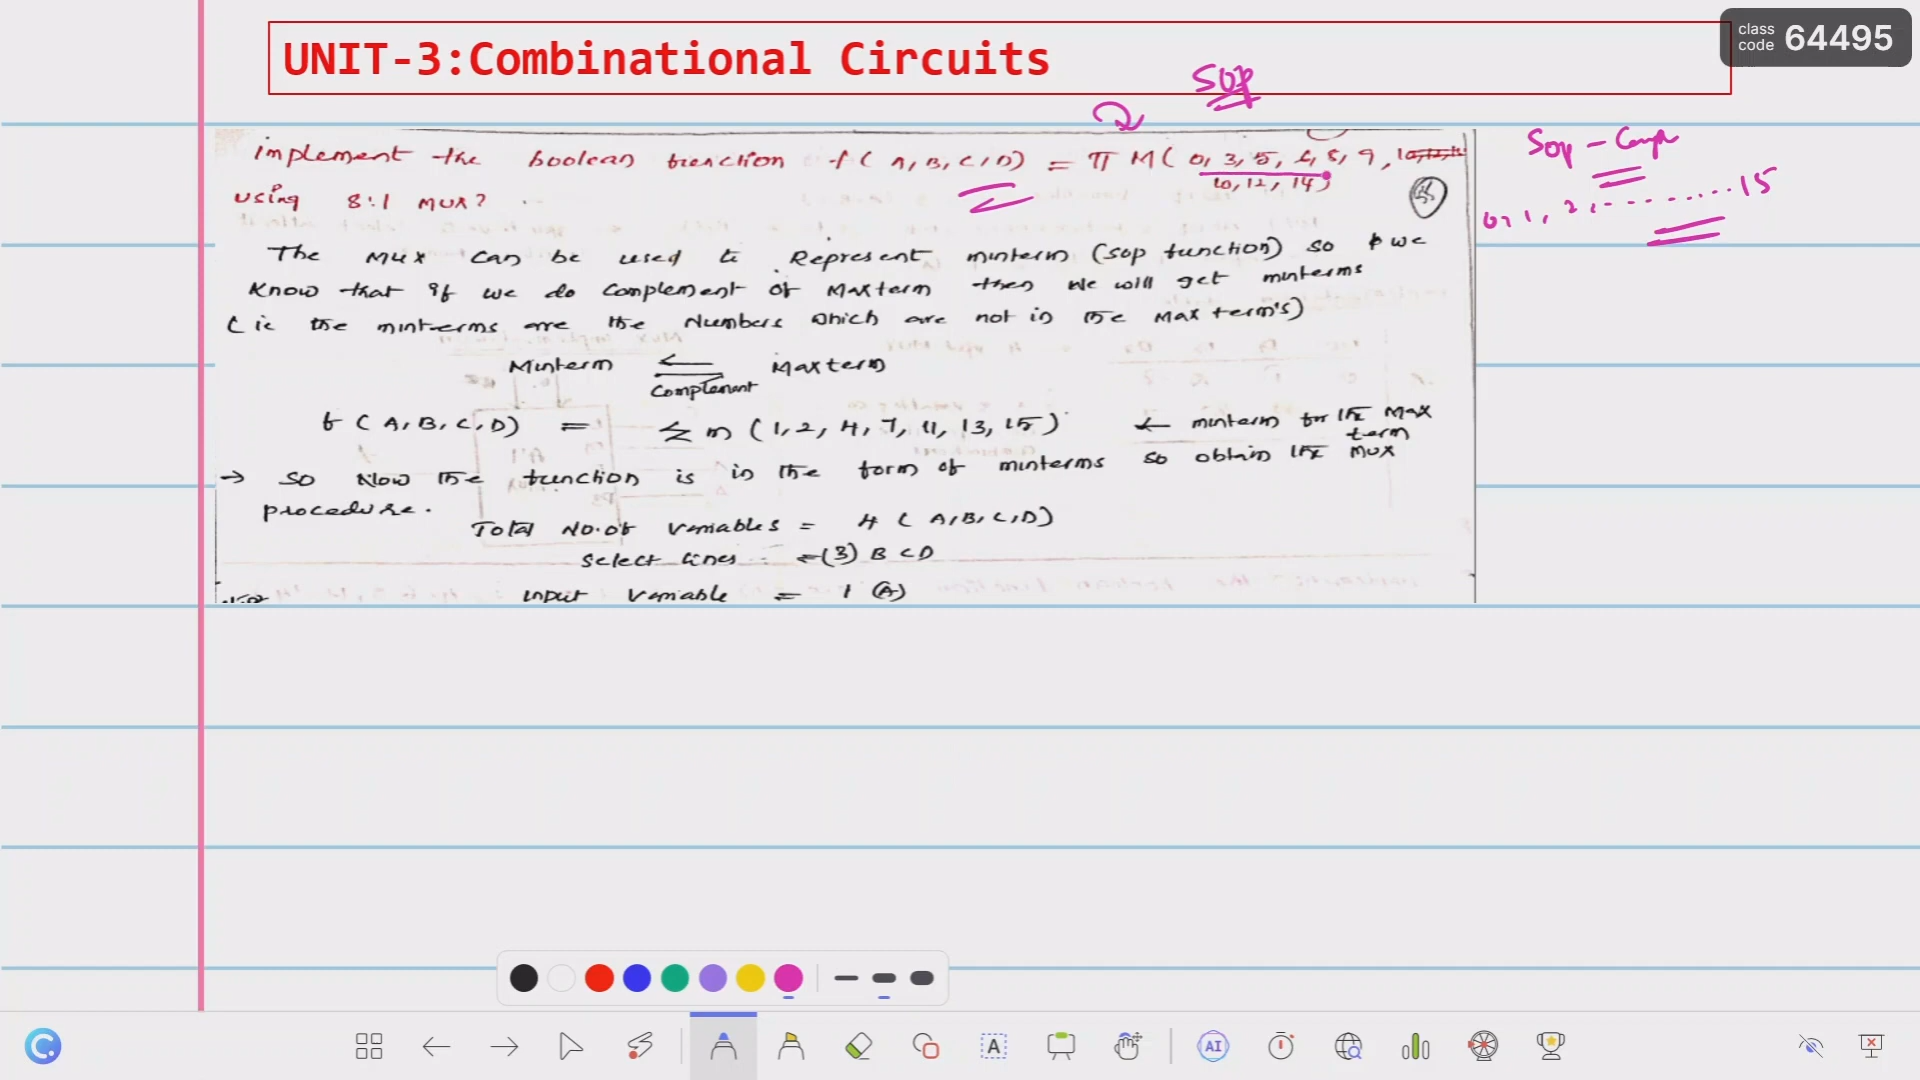 UNIT-3:Combinational Circuits
class code 64495
SOP
Implement the boolean function f(A,B,C,D) = π M(0, 3, 5, 6, 8, 9,
10, 12, 14)
using 8:1 MUX?
SOP - Comp
0, 1, 2, . . . . . . . . 15
The MUX can be used to Represent minterm (SOP function) so we
know that if we do complement of Maxterm then we will get minterms
(ie the minterms are the Numbers which are not in the Max term's)
Minterm ← Maxterm
Complement
f(A,B,C,D) = Σ m (1,2,4,7,11,13,15) ← minterm for the Max term
→ So Now the function is in the form of minterms so obtain the MUX
procedure.
Total No.of Variables = 4 (A,B,C,D)
Select lines = (3) B C D
input Variable = 1 (A)
A
AI